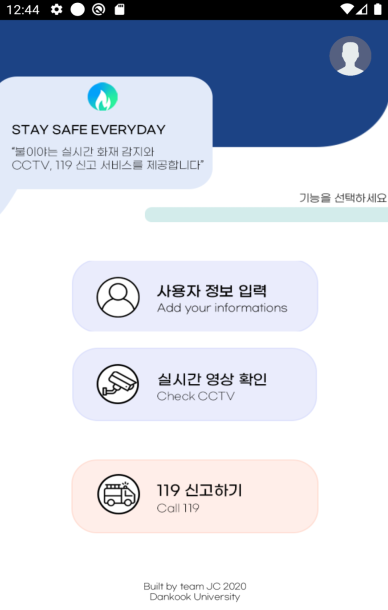 12:44
STAY SAFE EVERYDAY
"불이야는 실시간 화재 감지와
CCTV, 119 신고 서비스를 제공합니다"
기능을 선택하세요
사용자 정보 입력
Add your informations
실시간 영상 확인
Check CCTV
119 신고하기
Call 119
Built by team JC 2020
Dankook University